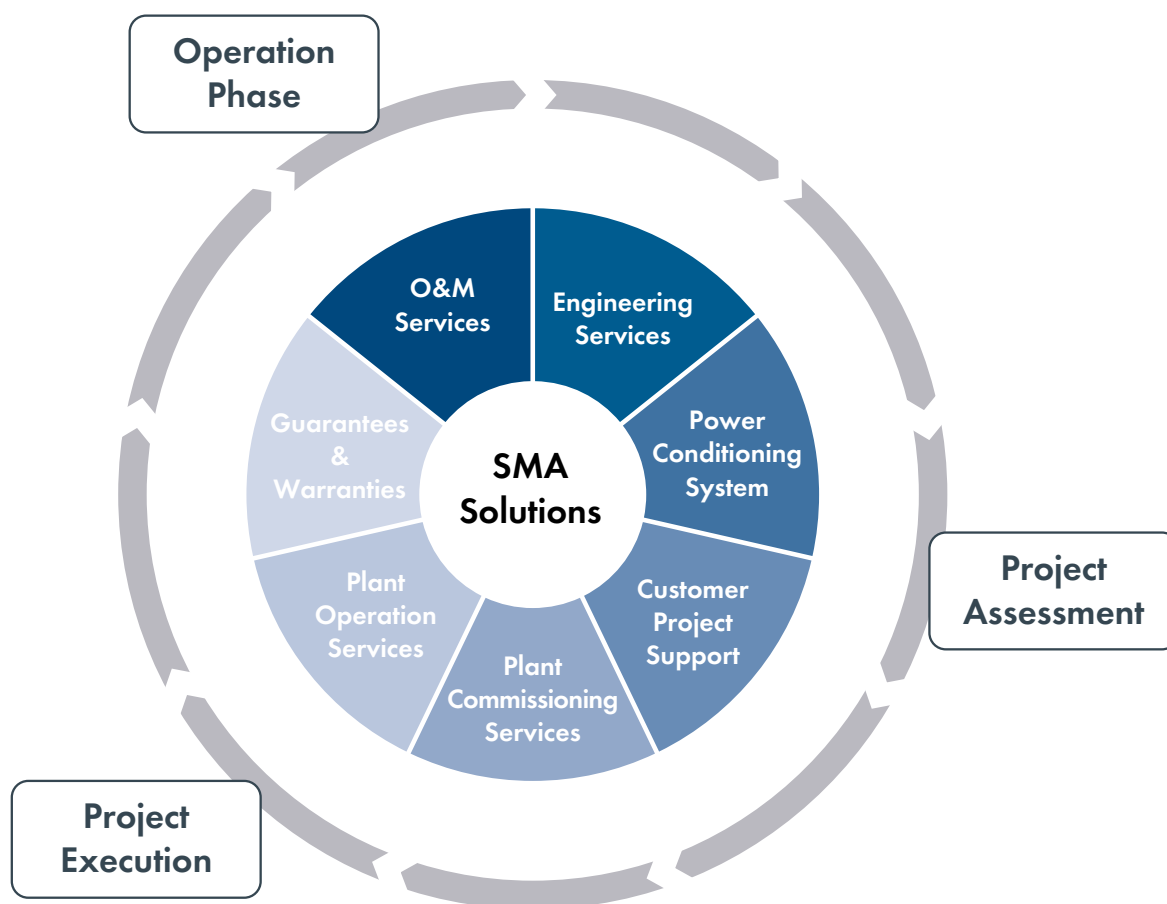 Operation
Phase
O&M
Services
Engineering
Services
Power
Conditioning
System
Guarantees
&
Warranties
SMA
Solutions
Project
Assessment
Customer
Project
Support
Plant
Operation
Services
Plant
Commissioning
Services
Project
Execution